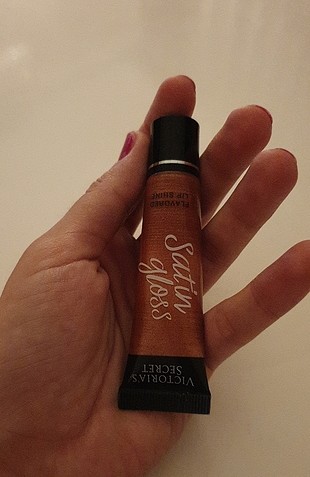 FLAVORED
LIP SHINE
Satin
gloss
VICTORIA'S
SECRET